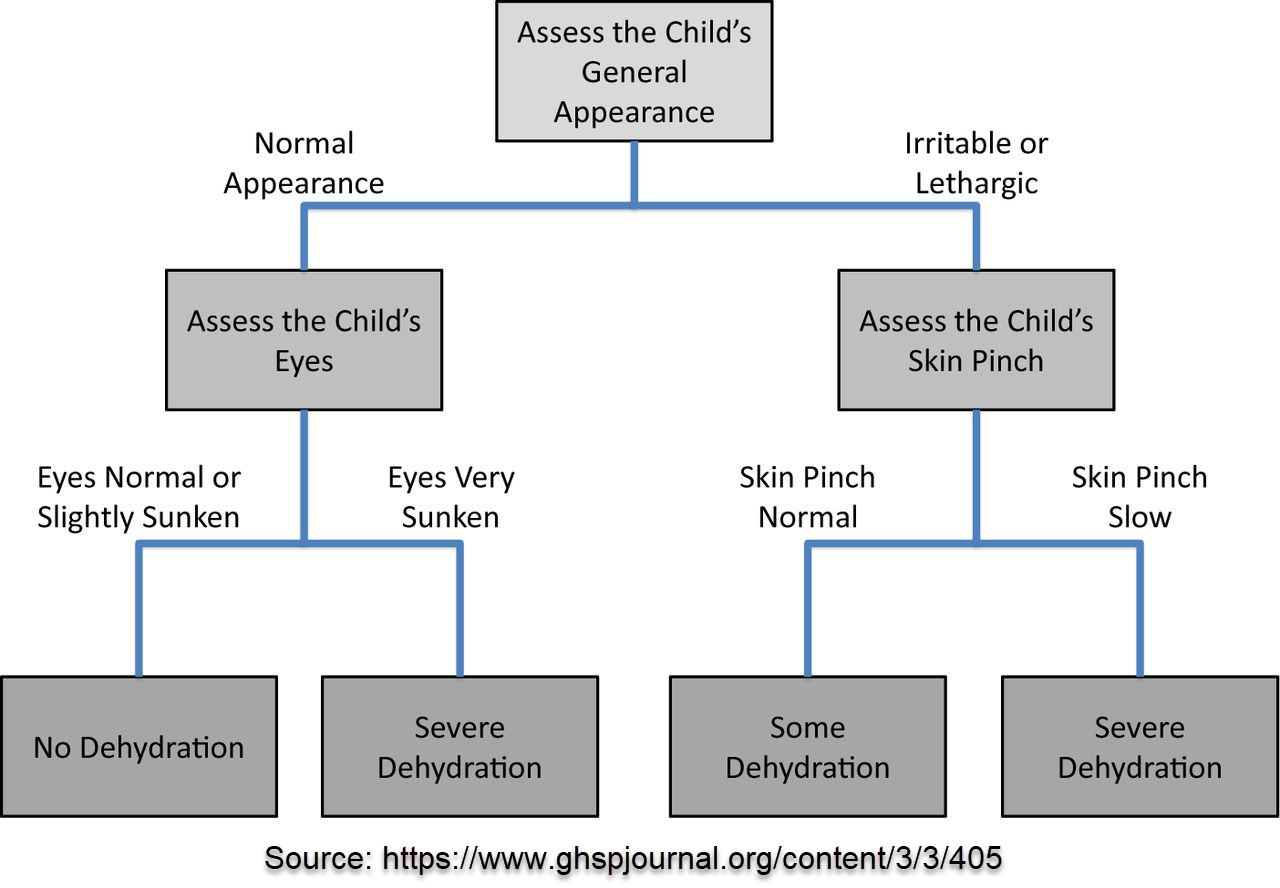 Assess the Child’s
General
Appearance
Normal
Appearance
Irritable or
Lethargic
Assess the Child’s
Eyes
Assess the Child’s
Skin Pinch
Eyes Normal or
Slightly Sunken
Eyes Very
Sunken
Skin Pinch
Normal
Skin Pinch
Slow
No Dehydration
Severe
Dehydration
Some
Dehydration
Severe
Dehydration
Source: https://www.ghspjournal.org/content/3/3/405